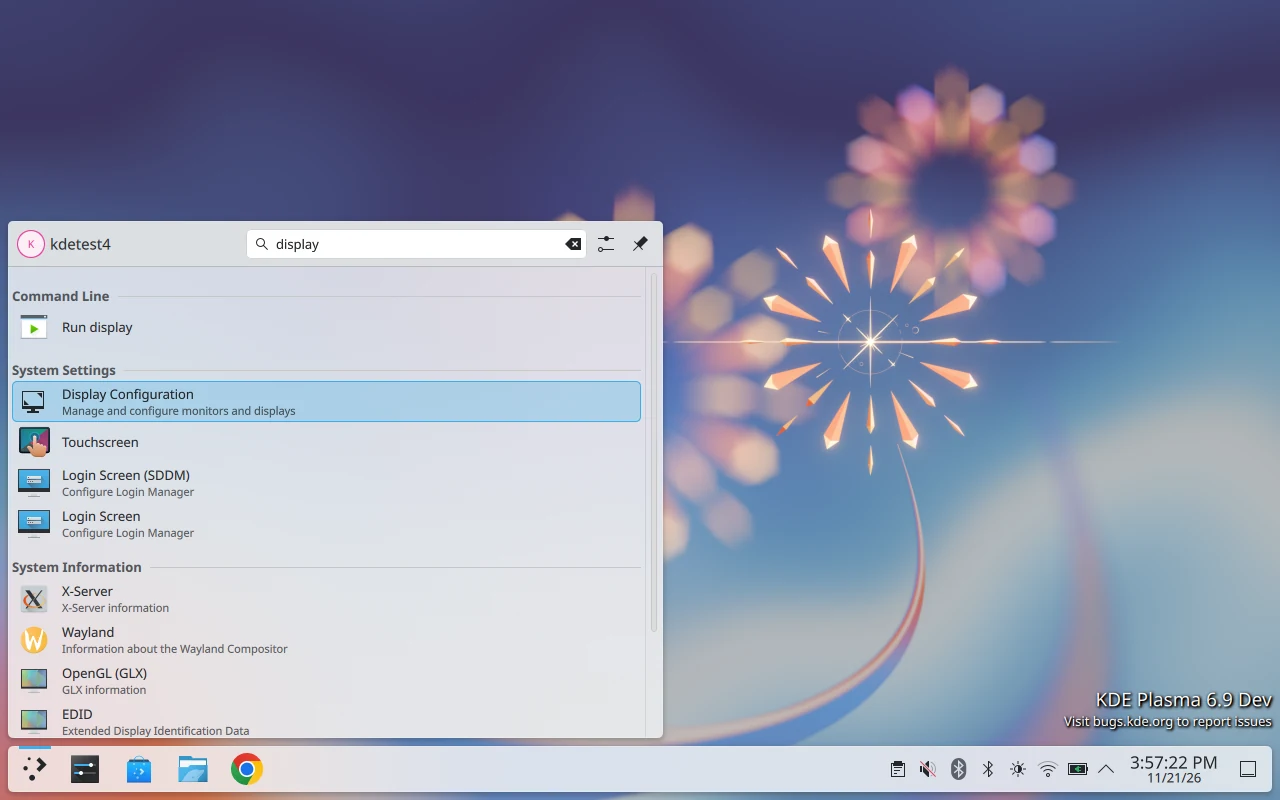 K
kdetest4
display
Command Line
Run display
System Settings
Display Configuration
Manage and configure monitors and displays
Touchscreen
Login Screen (SDDM)
Configure Login Manager
Login Screen
Configure Login Manager
System Information
X-Server
X-Server information
Wayland
Information about the Wayland Compositor
OpenGL (GLX)
GLX information
EDID
Extended Display Identification Data
KDE Plasma 6.9 Dev
Visit bugs.kde.org to report issues
3:57:22 PM
11/21/26